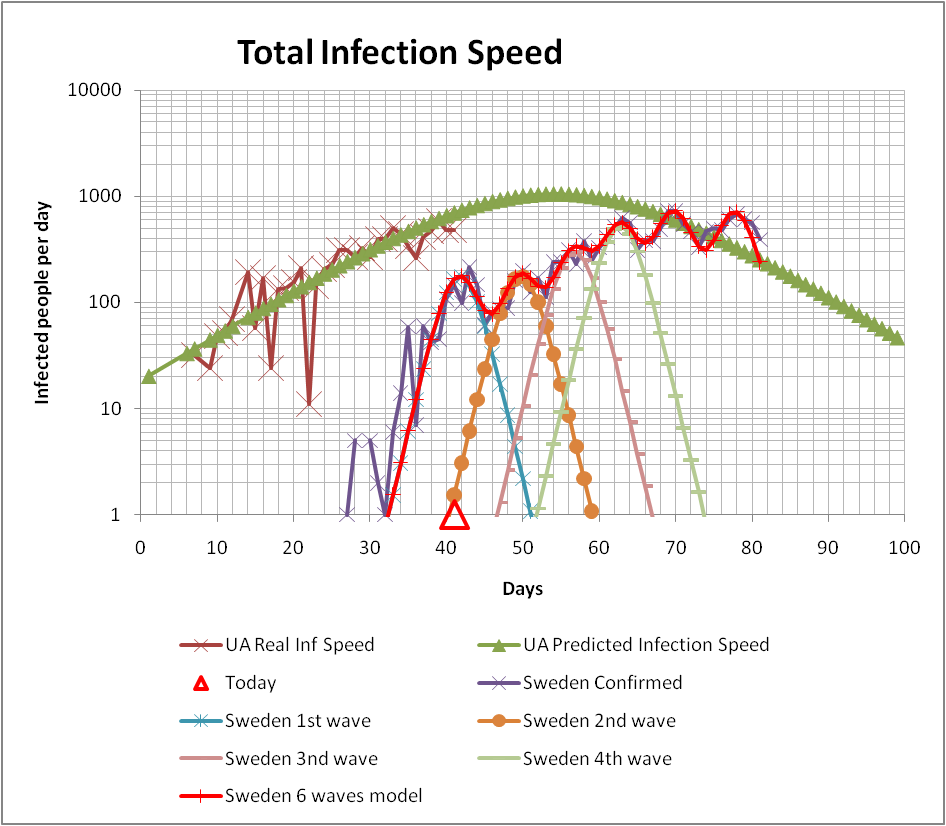 Total Infection Speed
10000
1000
100
10
1
Infected people per day
0 10 20 30 40 50 60 70 80 90 100
Days
UA Real Inf Speed UA Predicted Infection Speed
Today Sweden Confirmed
Sweden 1st wave Sweden 2nd wave
Sweden 3nd wave Sweden 4th wave
Sweden 6 waves model